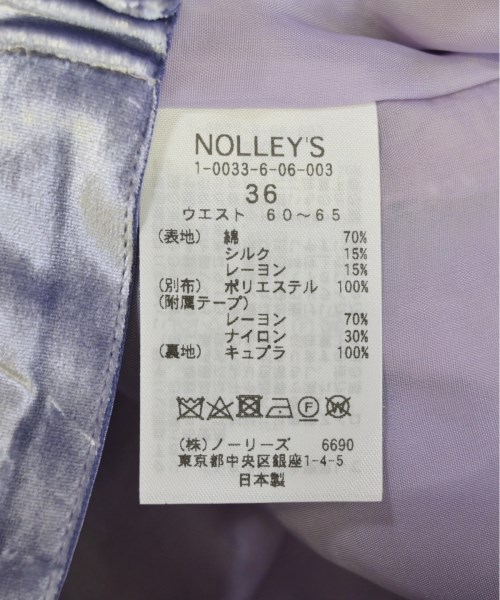 NOLLEY'S
1-0033-6-06-003
36
ウエスト 60~65
(表地) 綿 70%
シルク 15%
レーヨン 15%
(別布) ポリエステル 100%
(附属テープ)
レーヨン 70%
ナイロン 30%
(裏地) キュプラ 100%
(株)ノーリーズ 6690
東京都中央区銀座1-4-5
日本製